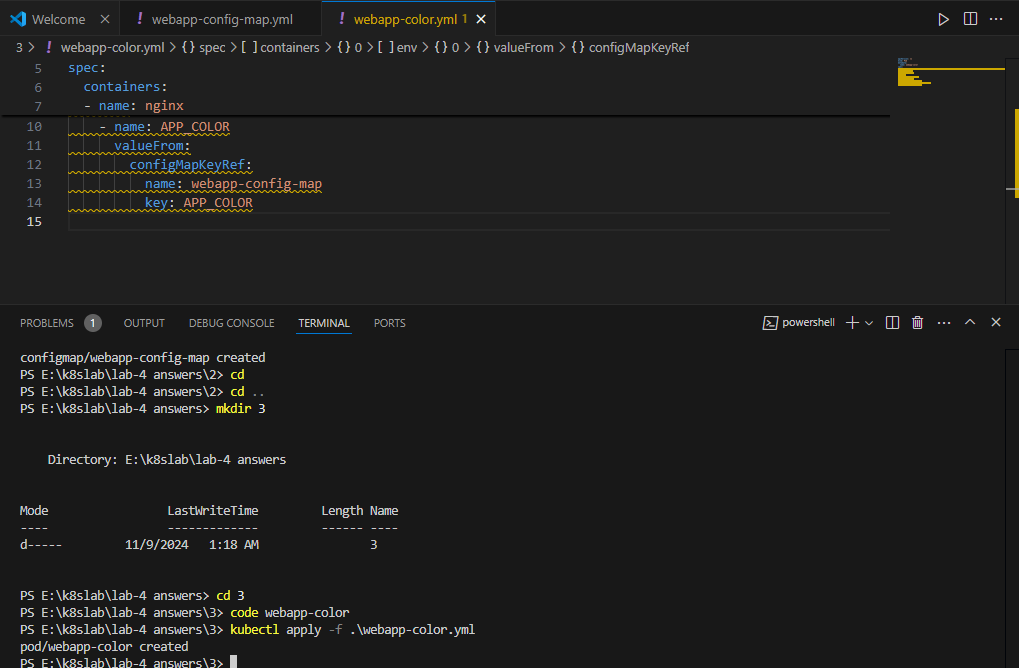 Welcome
! webapp-config-map.yml
! webapp-color.yml 1
3 > ! webapp-color.yml > {} spec > [ ] containers > {} 0 > [ ] env > {} 0 > {} valueFrom > {} configMapKeyRef
5 spec:
6 containers:
7 - name: nginx
10 - name: APP_COLOR
11 valueFrom:
12 configMapKeyRef:
13 name: webapp-config-map
14 key: APP_COLOR
15
PROBLEMS 1 OUTPUT DEBUG CONSOLE TERMINAL PORTS
powershell
configmap/webapp-config-map created
PS E:\k8slab\lab-4 answers\2> cd
PS E:\k8slab\lab-4 answers\2> cd ..
PS E:\k8slab\lab-4 answers> mkdir 3
Directory: E:\k8slab\lab-4 answers
Mode LastWriteTime Length Name
---- ------------- ------ ----
d----- 11/9/2024 1:18 AM 3
PS E:\k8slab\lab-4 answers> cd 3
PS E:\k8slab\lab-4 answers\3> code webapp-color
PS E:\k8slab\lab-4 answers\3> kubectl apply -f .\webapp-color.yml
pod/webapp-color created
PS E:\k8slab\lab-4 answers\3>